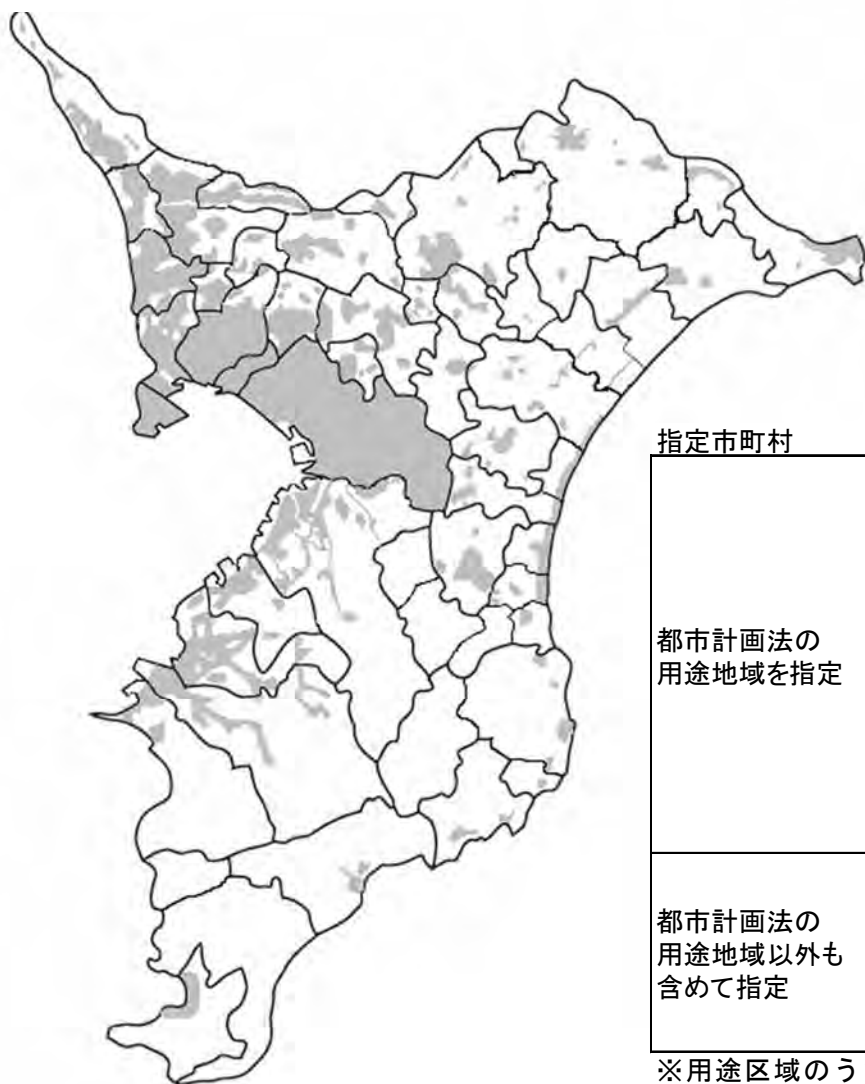 指定市町村
都市計画法の
用途地域を指定
都市計画法の
用途地域以外も
含めて指定
※用途区域のう